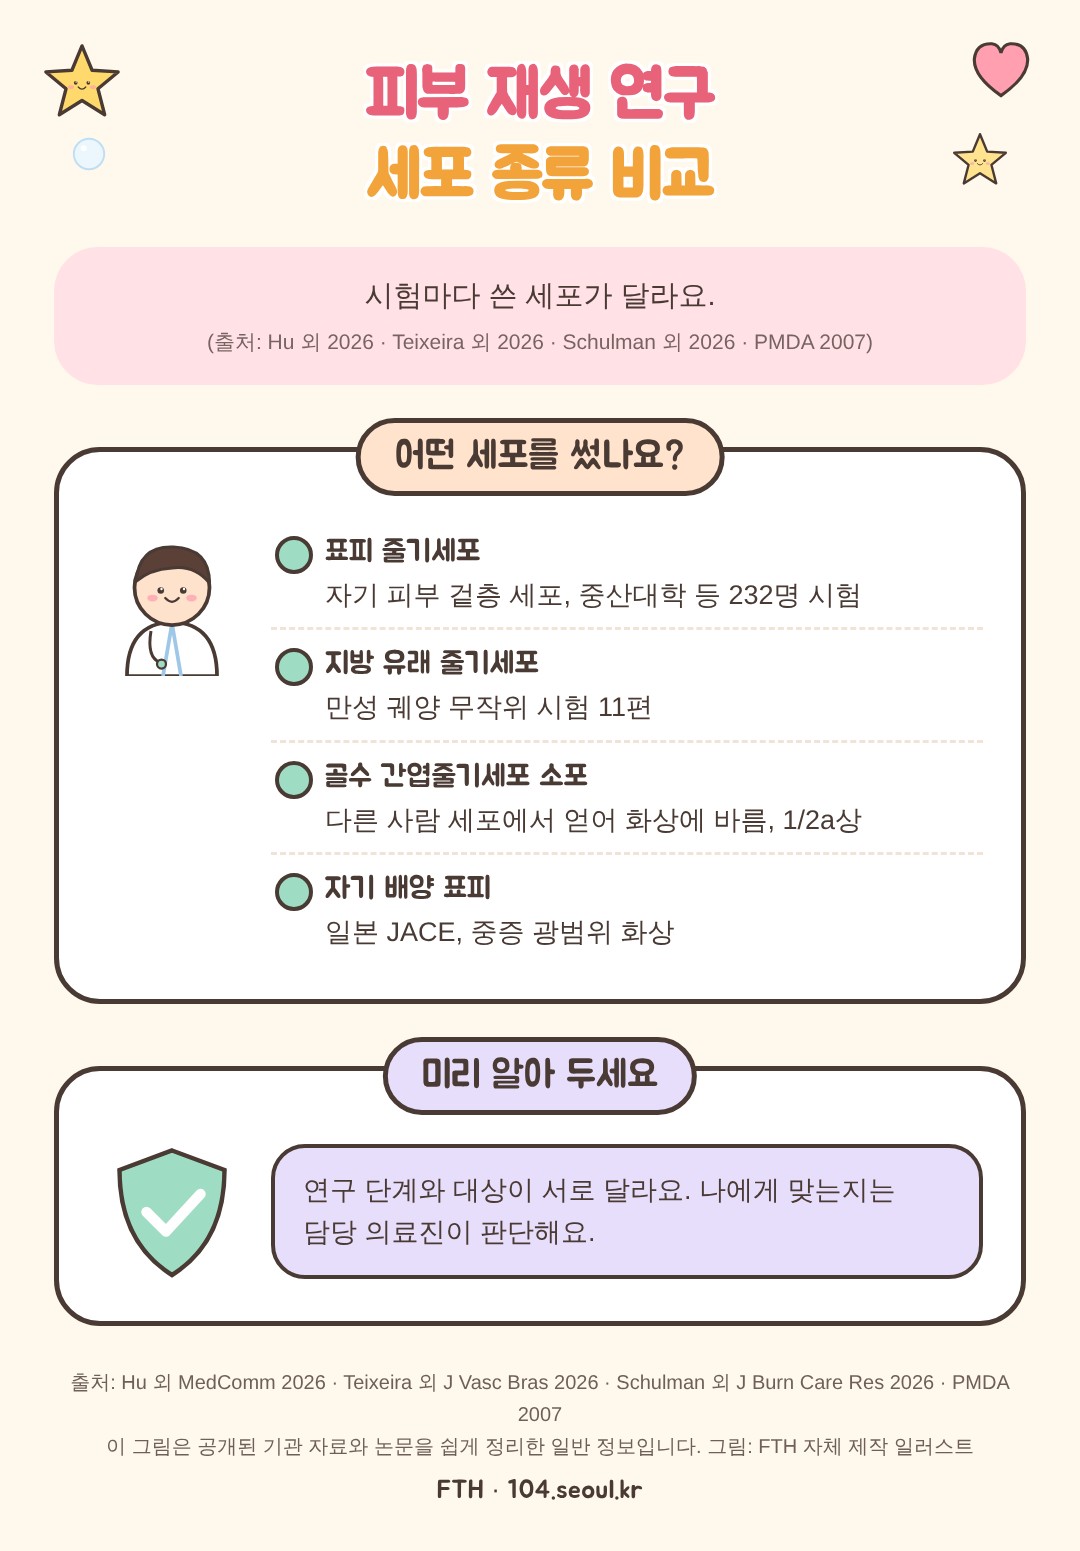 피부 재생 연구
세포 종류 비교
시험마다 쓴 세포가 달라요.
(출처: Hu 외 2026 · Teixeira 외 2026 · Schulman 외 2026 · PMDA 2007)
어떤 세포를 썼나요?
표피 줄기세포
자기 피부 겉층 세포, 중산대학 등 232명 시험
지방 유래 줄기세포
만성 궤양 무작위 시험 11편
골수 간엽줄기세포 소포
다른 사람 세포에서 얻어 화상에 바름, 1/2a상
자기 배양 표피
일본 JACE, 중증 광범위 화상
미리 알아 두세요
연구 단계와 대상이 서로 달라요. 나에게 맞는지는
담당 의료진이 판단해요.
출처: Hu 외 MedComm 2026 · Teixeira 외 J Vasc Bras 2026 · Schulman 외 J Burn Care Res 2026 · PMDA
2007
이 그림은 공개된 기관 자료와 논문을 쉽게 정리한 일반 정보입니다. 그림: FTH 자체 제작 일러스트
FTH · 104.seoul.kr